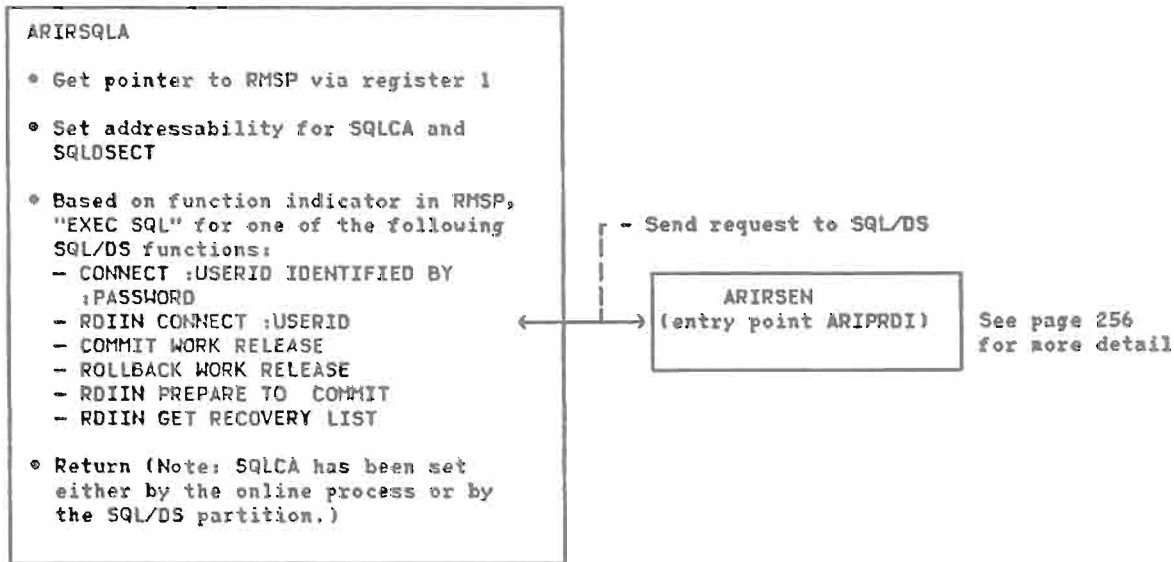 ARIRSQLA
• Get pointer to RMSP via register 1
• Set addressability for SQLCA and
SQLDSECT
• Based on function indicator in RMSP,
"EXEC SQL" for one of the following
SQL/DS functions:
- CONNECT :USERID IDENTIFIED BY
:PASSWORD
- RDIIN CONNECT :USERID
- COMMIT WORK RELEASE
- ROLLBACK WORK RELEASE
- RDIIN PREPARE TO COMMIT
- RDIIN GET RECOVERY LIST
• Return (Note: SQLCA has been set
either by the online process or by
the SQL/DS partition.)
- Send request to SQL/DS
ARIRSEN
(entry point ARIPRDI)
See page 256
for more detail